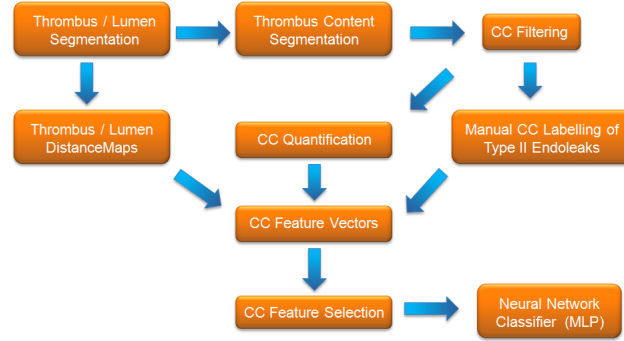 Thrombus / Lumen
Segmentation
Thrombus Content
Segmentation
CC Filtering
Thrombus / Lumen
DistanceMaps
CC Quantification
Manual CC Labelling of
Type II Endoleaks
CC Feature Vectors
CC Feature Selection
Neural Network
Classifier (MLP)